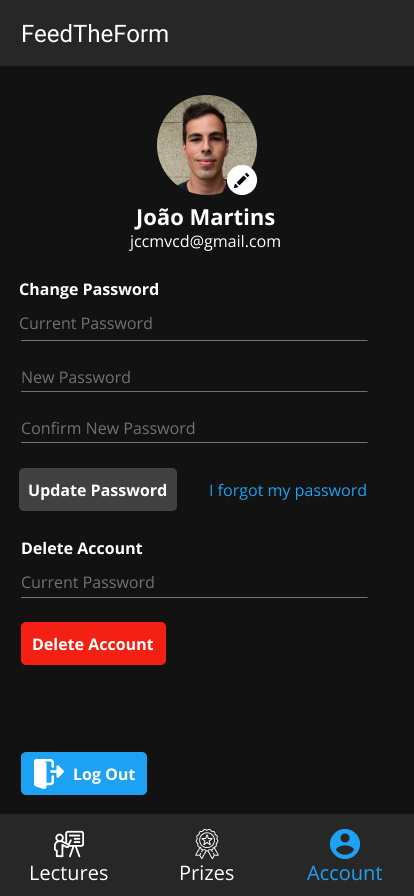 FeedTheForm
João Martins
jccmvcd@gmail.com
Change Password
Current Password
New Password
Confirm New Password
Update Password
I forgot my password
Delete Account
Current Password
Delete Account
Log Out
Lectures
Prizes
Account